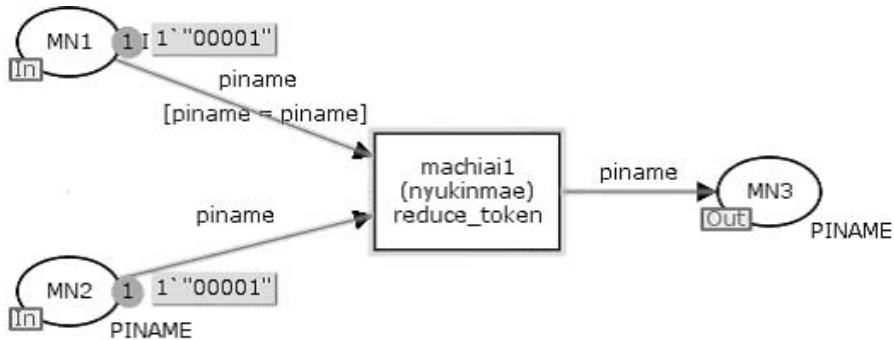 MN1
In
1
I
1`"00001"
piname
[piname = piname]
machiai1
(nyukinmae)
reduce_token
piname
MN3
Out
PINAME
piname
MN2
In
1
1`"00001"
PINAME